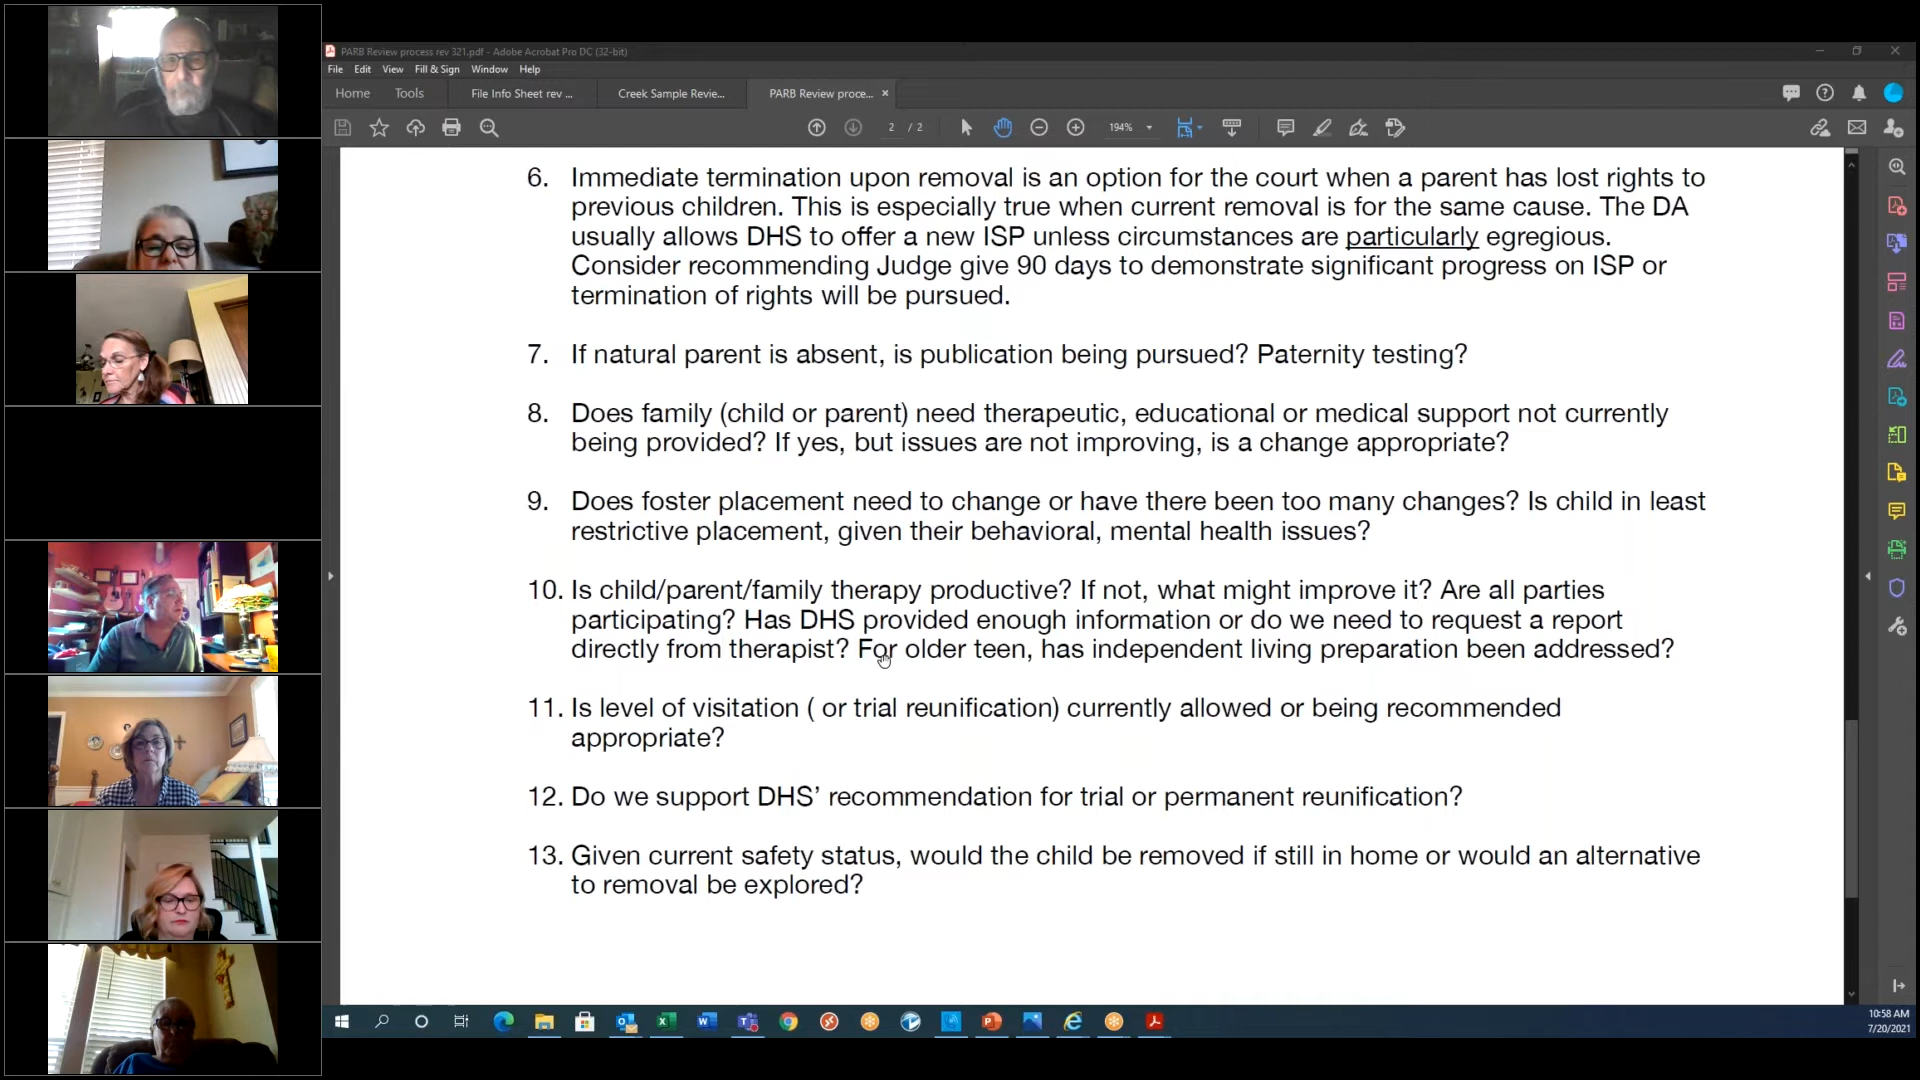 PARB Review process rev 321.pdf - Adobe Acrobat Pro DC (32-bit)
File Edit View Fill & Sign Window Help
Home Tools File Info Sheet rev ... Creek Sample Revie... PARB Review proce... ×
2 / 2 194%
6. Immediate termination upon removal is an option for the court when a parent has lost rights to
previous children. This is especially true when current removal is for the same cause. The DA
usually allows DHS to offer a new ISP unless circumstances are particularly egregious.
Consider recommending Judge give 90 days to demonstrate significant progress on ISP or
termination of rights will be pursued.
7. If natural parent is absent, is publication being pursued? Paternity testing?
8. Does family (child or parent) need therapeutic, educational or medical support not currently
being provided? If yes, but issues are not improving, is a change appropriate?
9. Does foster placement need to change or have there been too many changes? Is child in least
restrictive placement, given their behavioral, mental health issues?
10. Is child/parent/family therapy productive? If not, what might improve it? Are all parties
participating? Has DHS provided enough information or do we need to request a report
directly from therapist? For older teen, has independent living preparation been addressed?
11. Is level of visitation ( or trial reunification) currently allowed or being recommended
appropriate?
12. Do we support DHS’ recommendation for trial or permanent reunification?
13. Given current safety status, would the child be removed if still in home or would an alternative
to removal be explored?
10:58 AM
7/20/2021